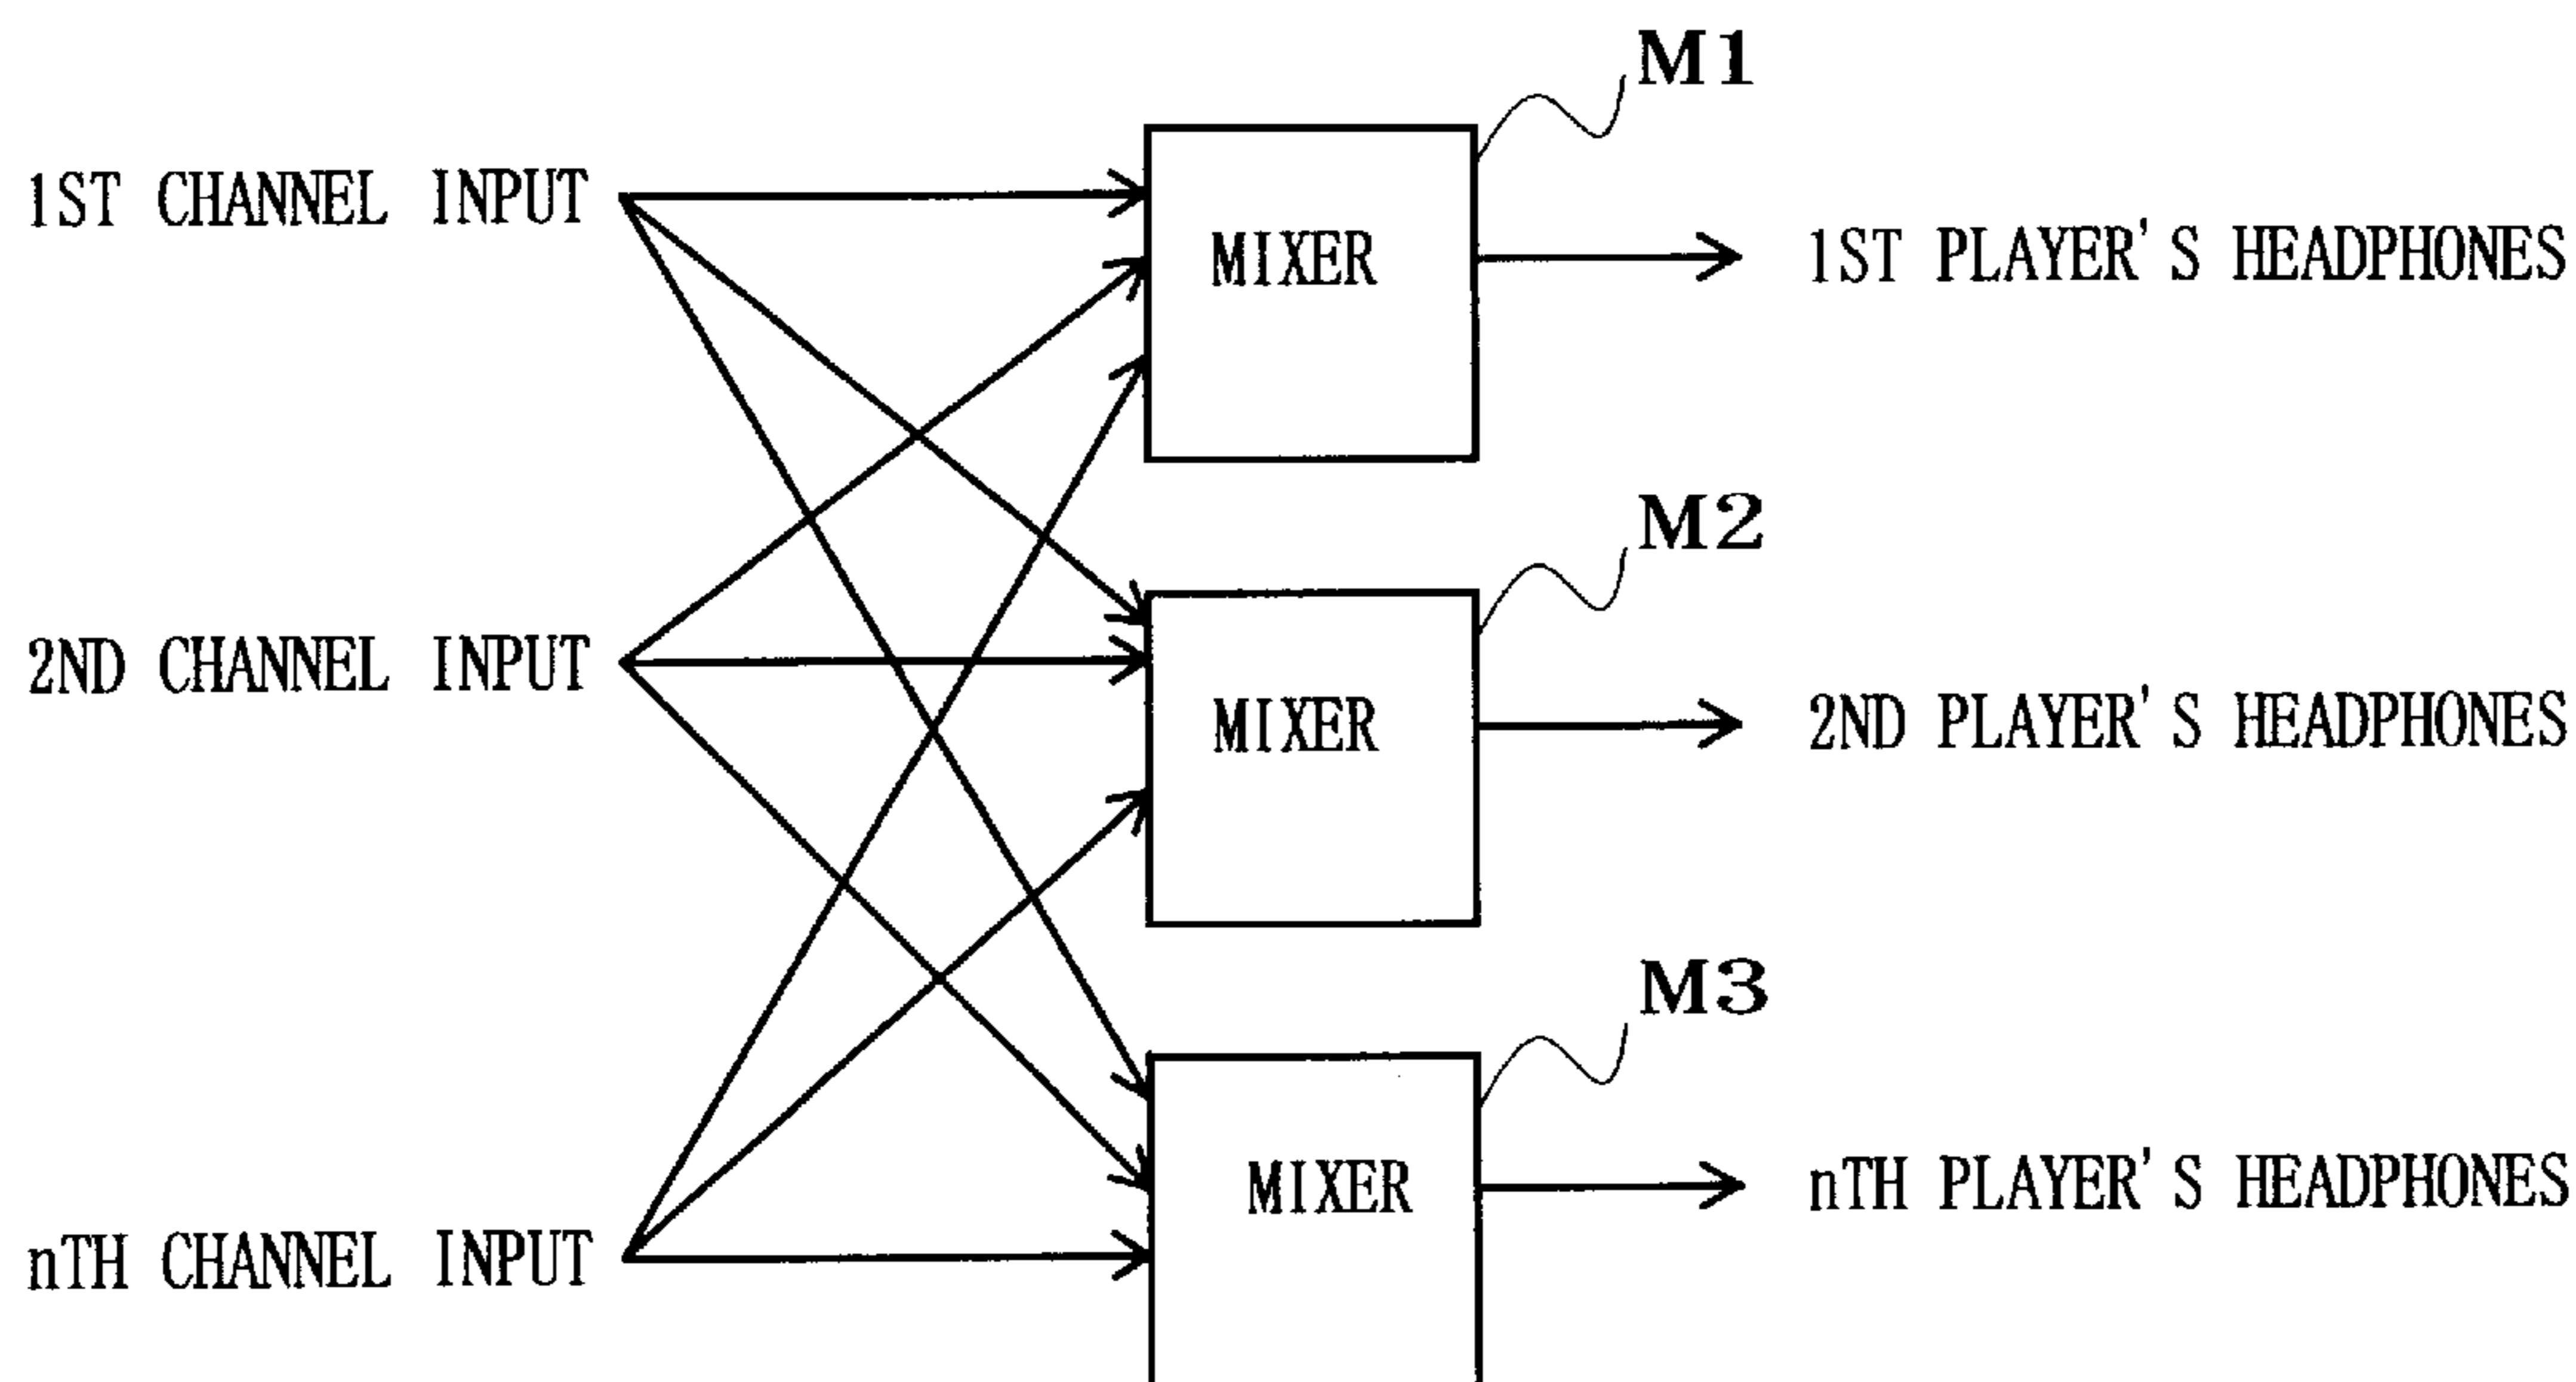 M1
1ST CHANNEL INPUT
MIXER
1ST PLAYER'S HEADPHONES
M2
2ND CHANNEL INPUT
MIXER
2ND PLAYER'S HEADPHONES
M3
nTH CHANNEL INPUT
MIXER
nTH PLAYER'S HEADPHONES